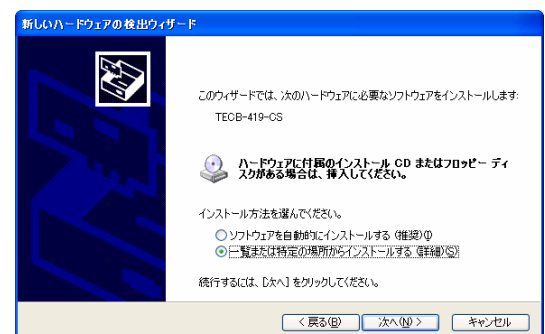 新しいハードウェアの検出ウィザード
このウィザードでは、次のハードウェアに必要なソフトウェアをインストールします:
TECB-419-CS
ハードウェアに付属のインストール CD またはフロッピー ディ
スクがある場合は、挿入してください。
インストール方法を選んでください。
ソフトウェアを自動的にインストールする (推奨)(I)
一覧または特定の場所からインストールする (詳細)(S)
続行するには、[次へ] をクリックしてください。
< 戻る(B) 次へ(N) > キャンセル